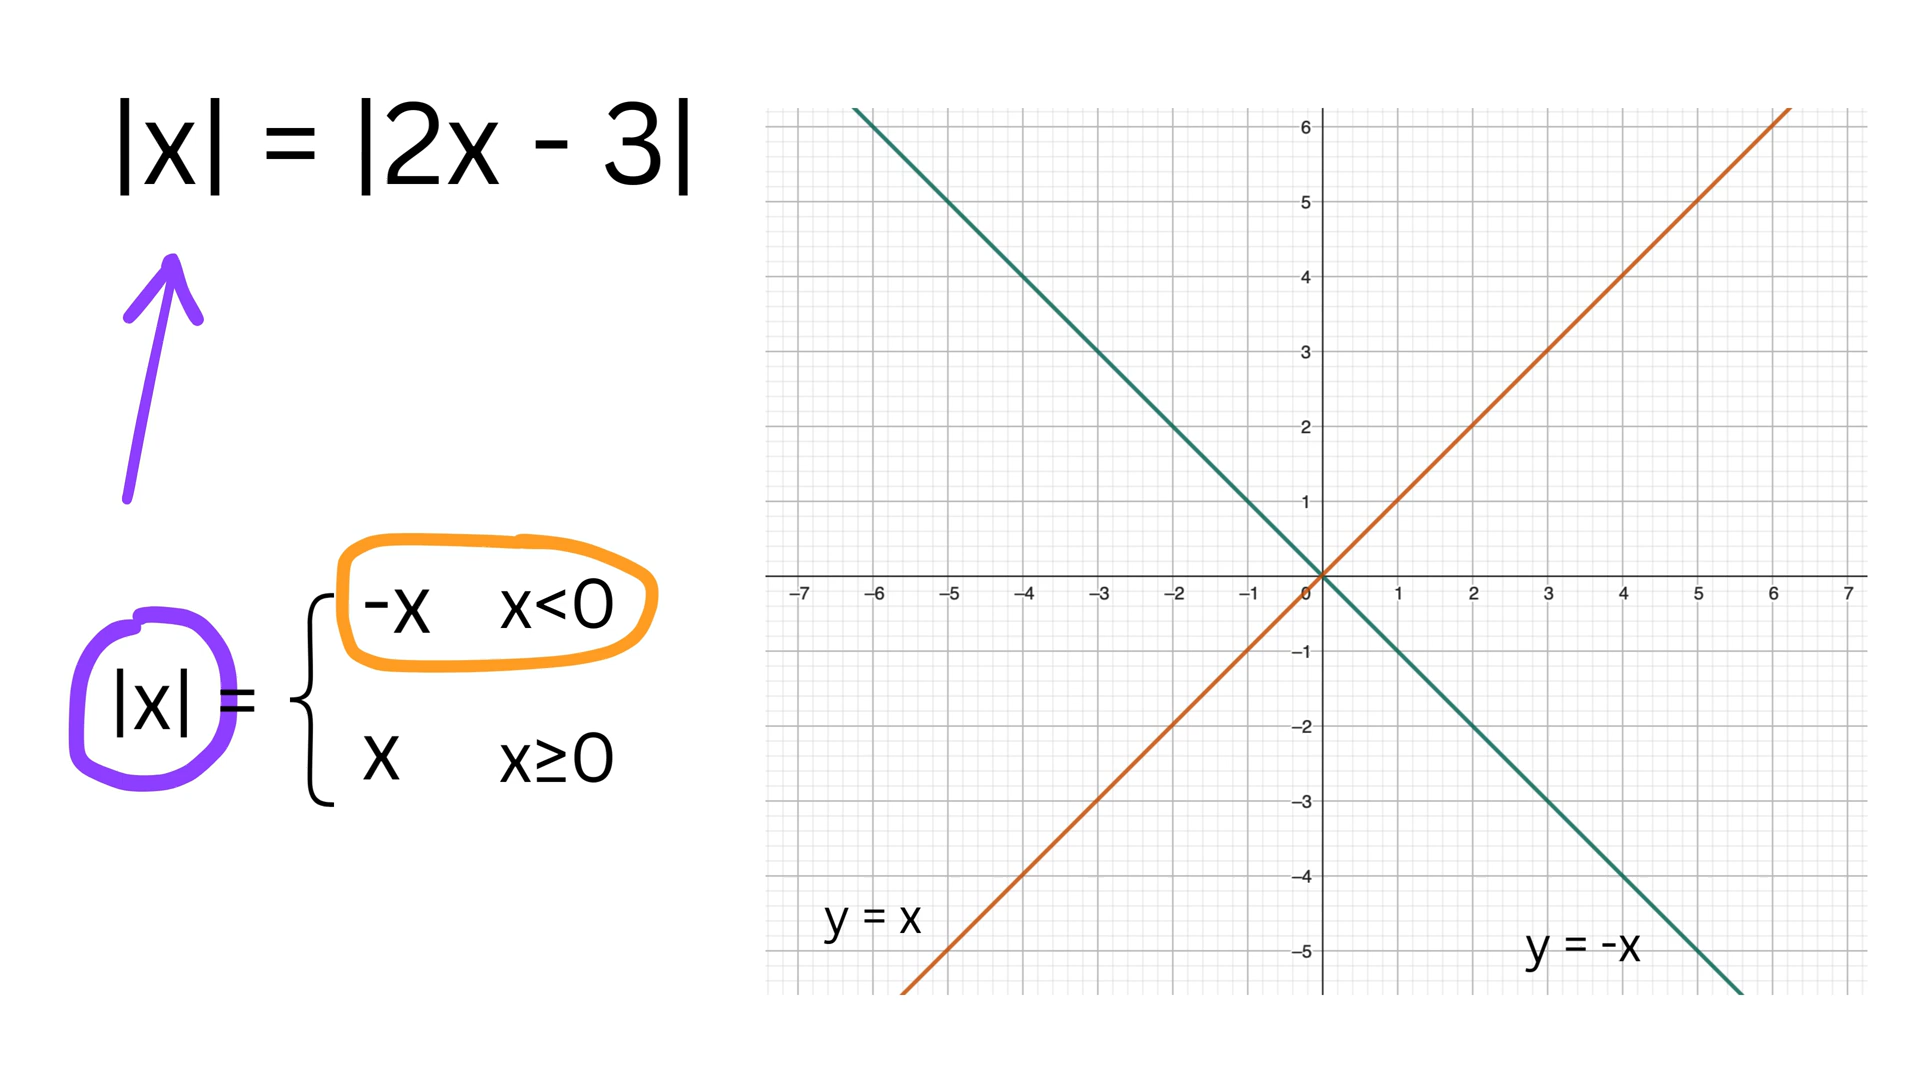 |x| = |2x - 3|
-x x<0
|x| =
x x≥0
6
5
4
3
2
1
-7 -6 -5 -4 -3 -2 -1 0 1 2 3 4 5 6 7
-1
-2
-3
-4
-5
y = x
y = -x